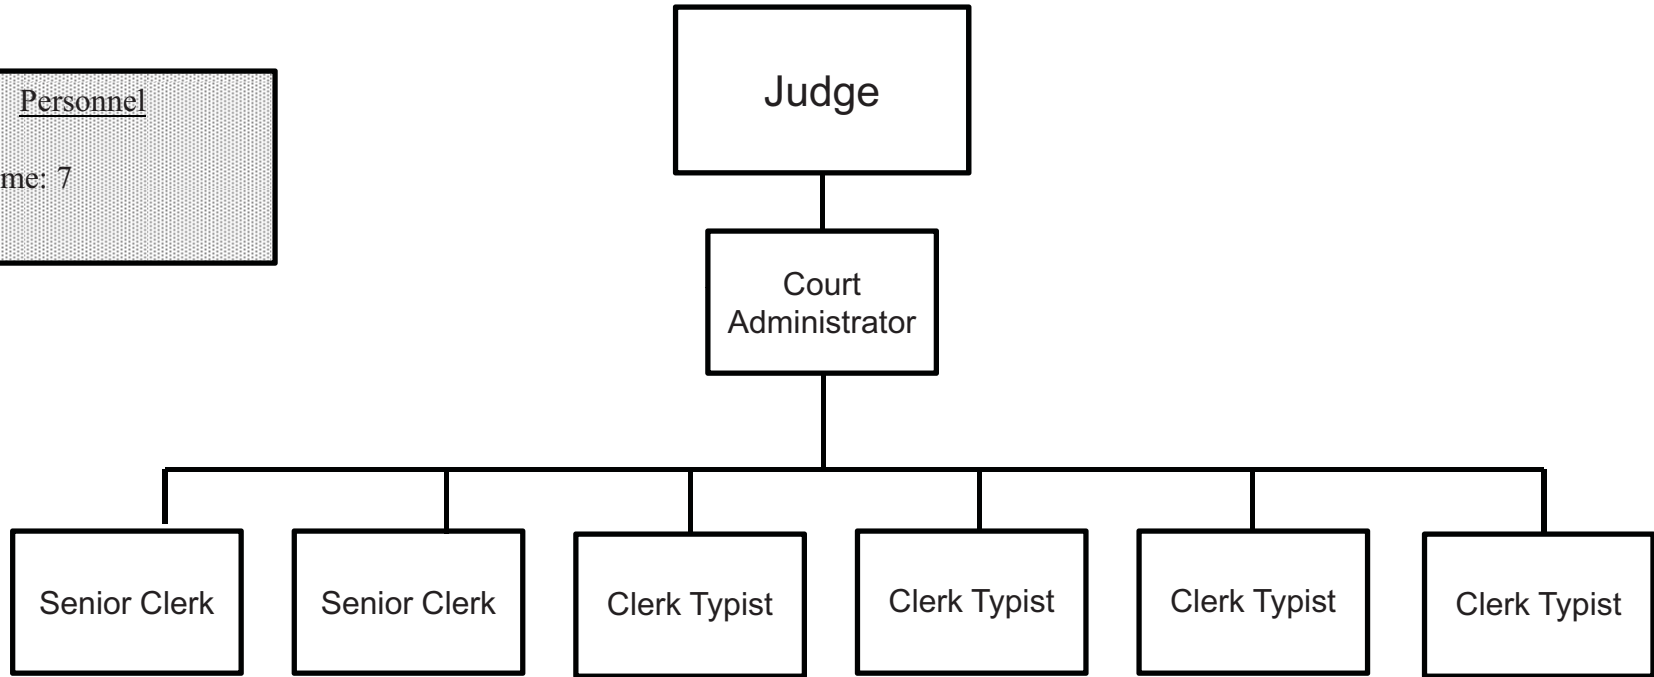 Judge
Personnel
me: 7
Court
Administrator
Senior Clerk
Senior Clerk
Clerk Typist
Clerk Typist
Clerk Typist
Clerk Typist